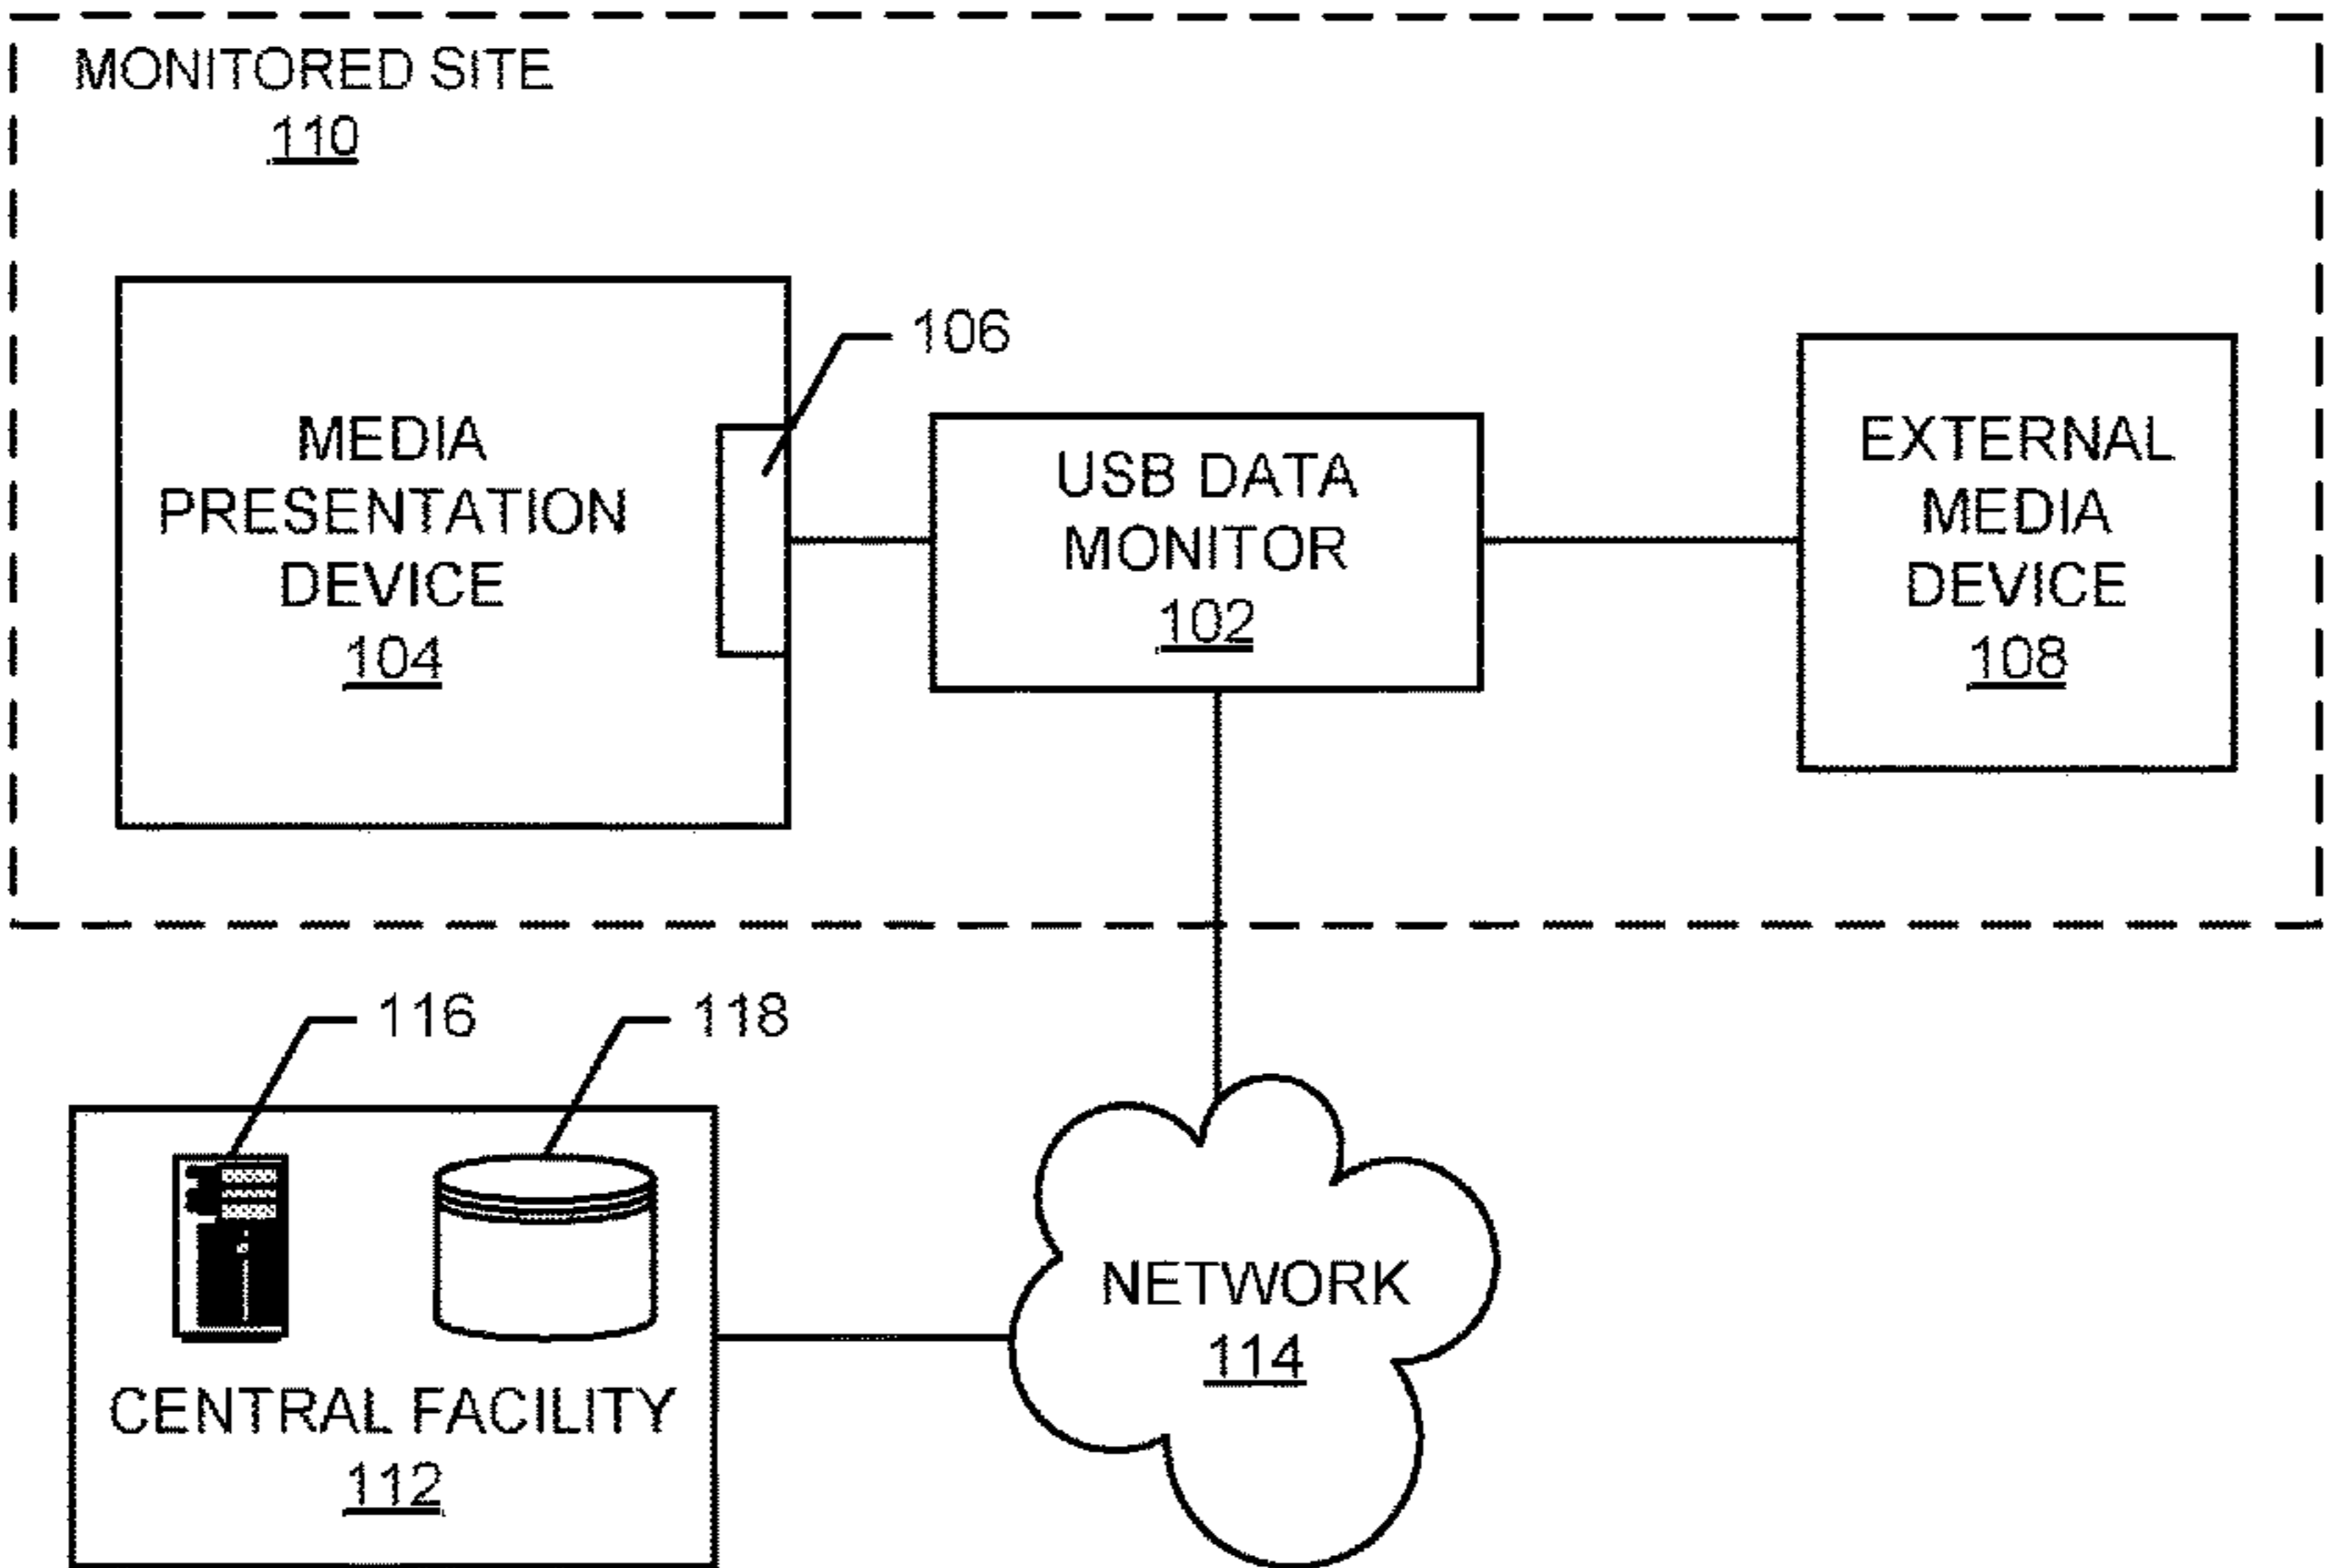 MONITORED SITE
110
106
MEDIA
PRESENTATION
DEVICE
104
USB DATA
MONITOR
102
EXTERNAL
MEDIA
DEVICE
108
116
118
CENTRAL FACILITY
112
NETWORK
114